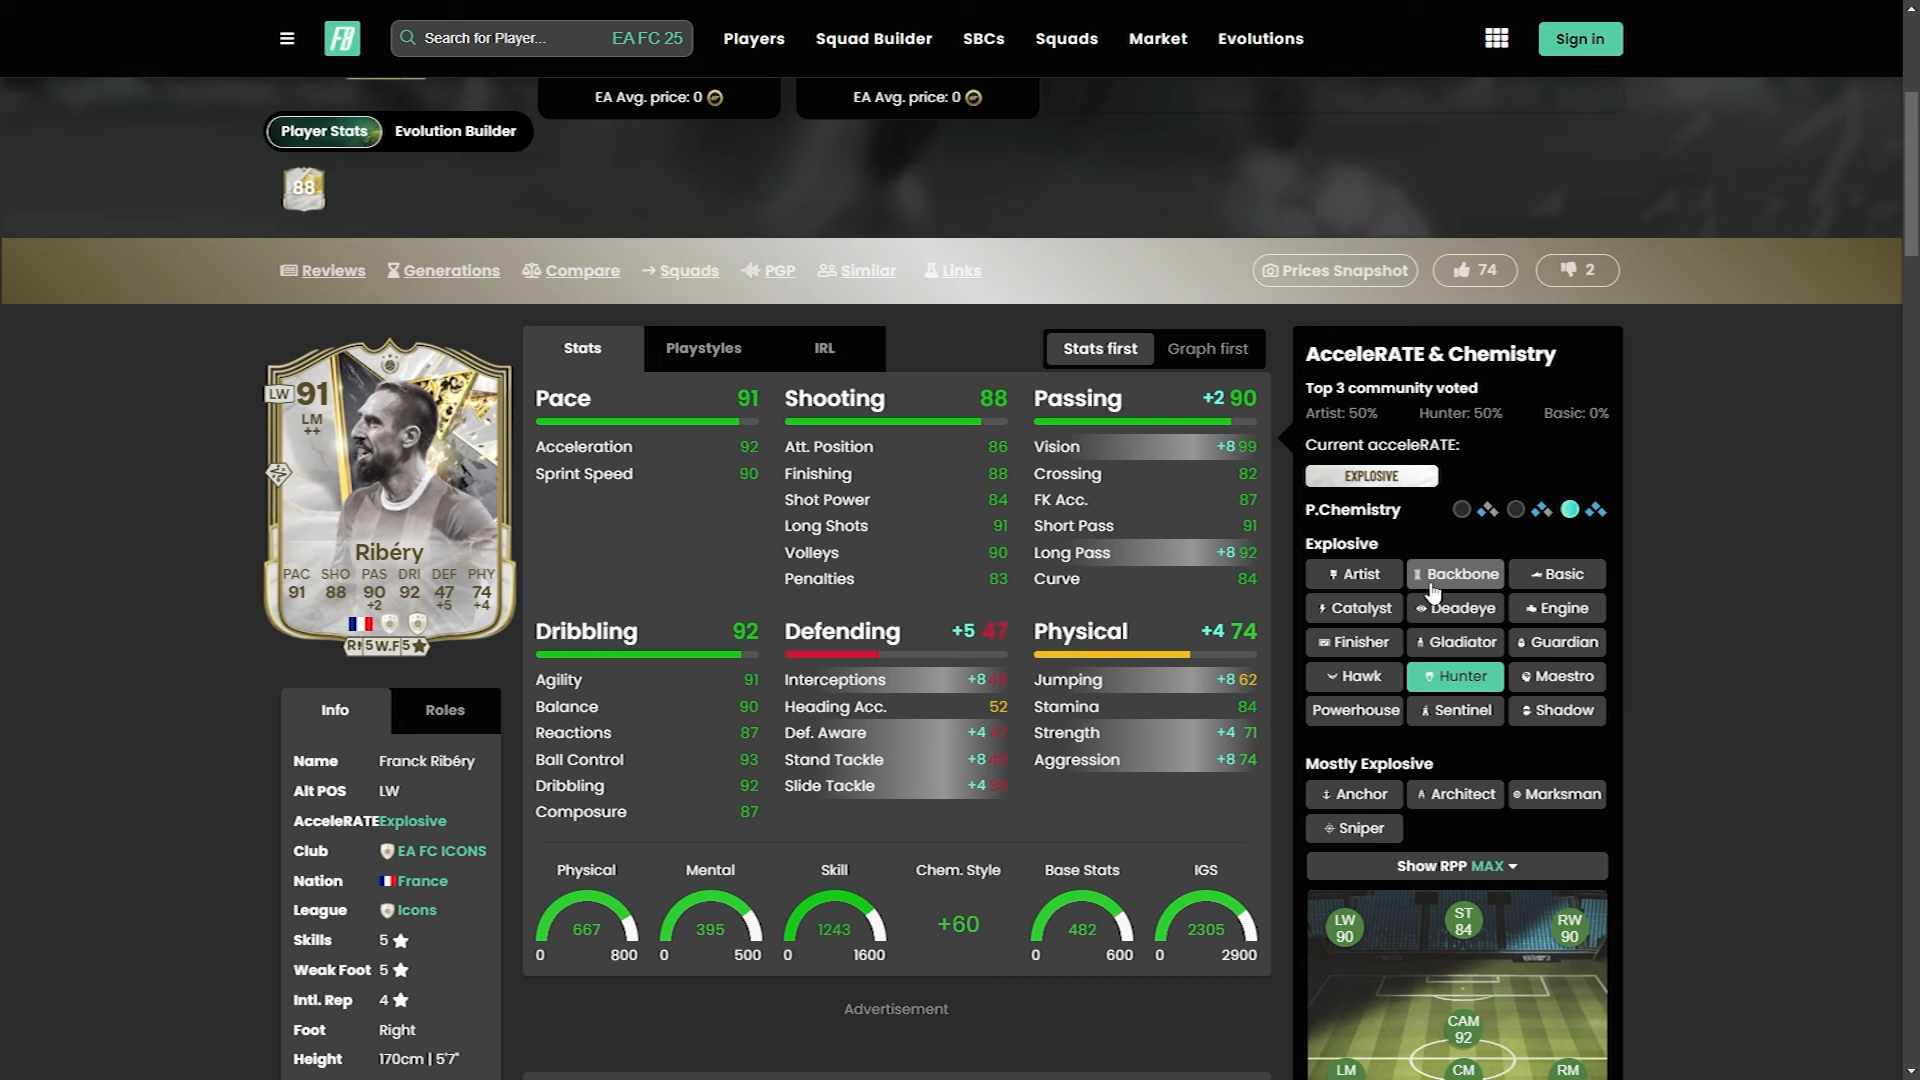 Search for Player... EA FC 25 Players Squad Builder SBCs Squads Market Evolutions Sign in
EA Avg. price: 0 EA Avg. price: 0
Player Stats Evolution Builder
88
Reviews Generations Compare Squads PGP Similar Links Prices Snapshot 74 2
LW 91
LM
++
Ribéry
PAC SHO PAS DRI DEF PHY
91 88 90 92 47 74
+2 +5 +4
5 W.F 5
Info Roles
Name Franck Ribéry
Alt POS LW
AcceleRATE Explosive
Club EA FC ICONS
Nation France
League Icons
Skills 5
Weak Foot 5
Intl. Rep 4
Foot Right
Height 170cm | 5'7"
Stats Playstyles IRL Stats first Graph first
Pace 91
Acceleration 92
Sprint Speed 90
Shooting 88
Att. Position 86
Finishing 88
Shot Power 84
Long Shots 91
Volleys 90
Penalties 83
Passing +2 90
Vision +8 99
Crossing 82
FK Acc. 87
Short Pass 91
Long Pass +8 92
Curve 84
Dribbling 92
Agility 91
Balance 90
Reactions 87
Ball Control 93
Dribbling 92
Composure 87
Defending +5 47
Interceptions +8
Heading Acc. 52
Def. Aware +4
Stand Tackle +8
Slide Tackle +4
Physical +4 74
Jumping +8 62
Stamina 84
Strength +4 71
Aggression +8 74
Physical Mental Skill Chem. Style Base Stats IGS
667 395 1243 +60 482 2305
0 800 0 500 0 1600 0 600 0 2900
Advertisement
AcceleRATE & Chemistry
Top 3 community voted
Artist: 50% Hunter: 50% Basic: 0%
Current acceleRATE:
EXPLOSIVE
P.Chemistry
Explosive
Artist Backbone Basic
Catalyst Deadeye Engine
Finisher Gladiator Guardian
Hawk Hunter Maestro
Powerhouse Sentinel Shadow
Mostly Explosive
Anchor Architect Marksman
Sniper
Show RPP MAX
LW ST RW
90 84 90
CAM
92
LM CM RM